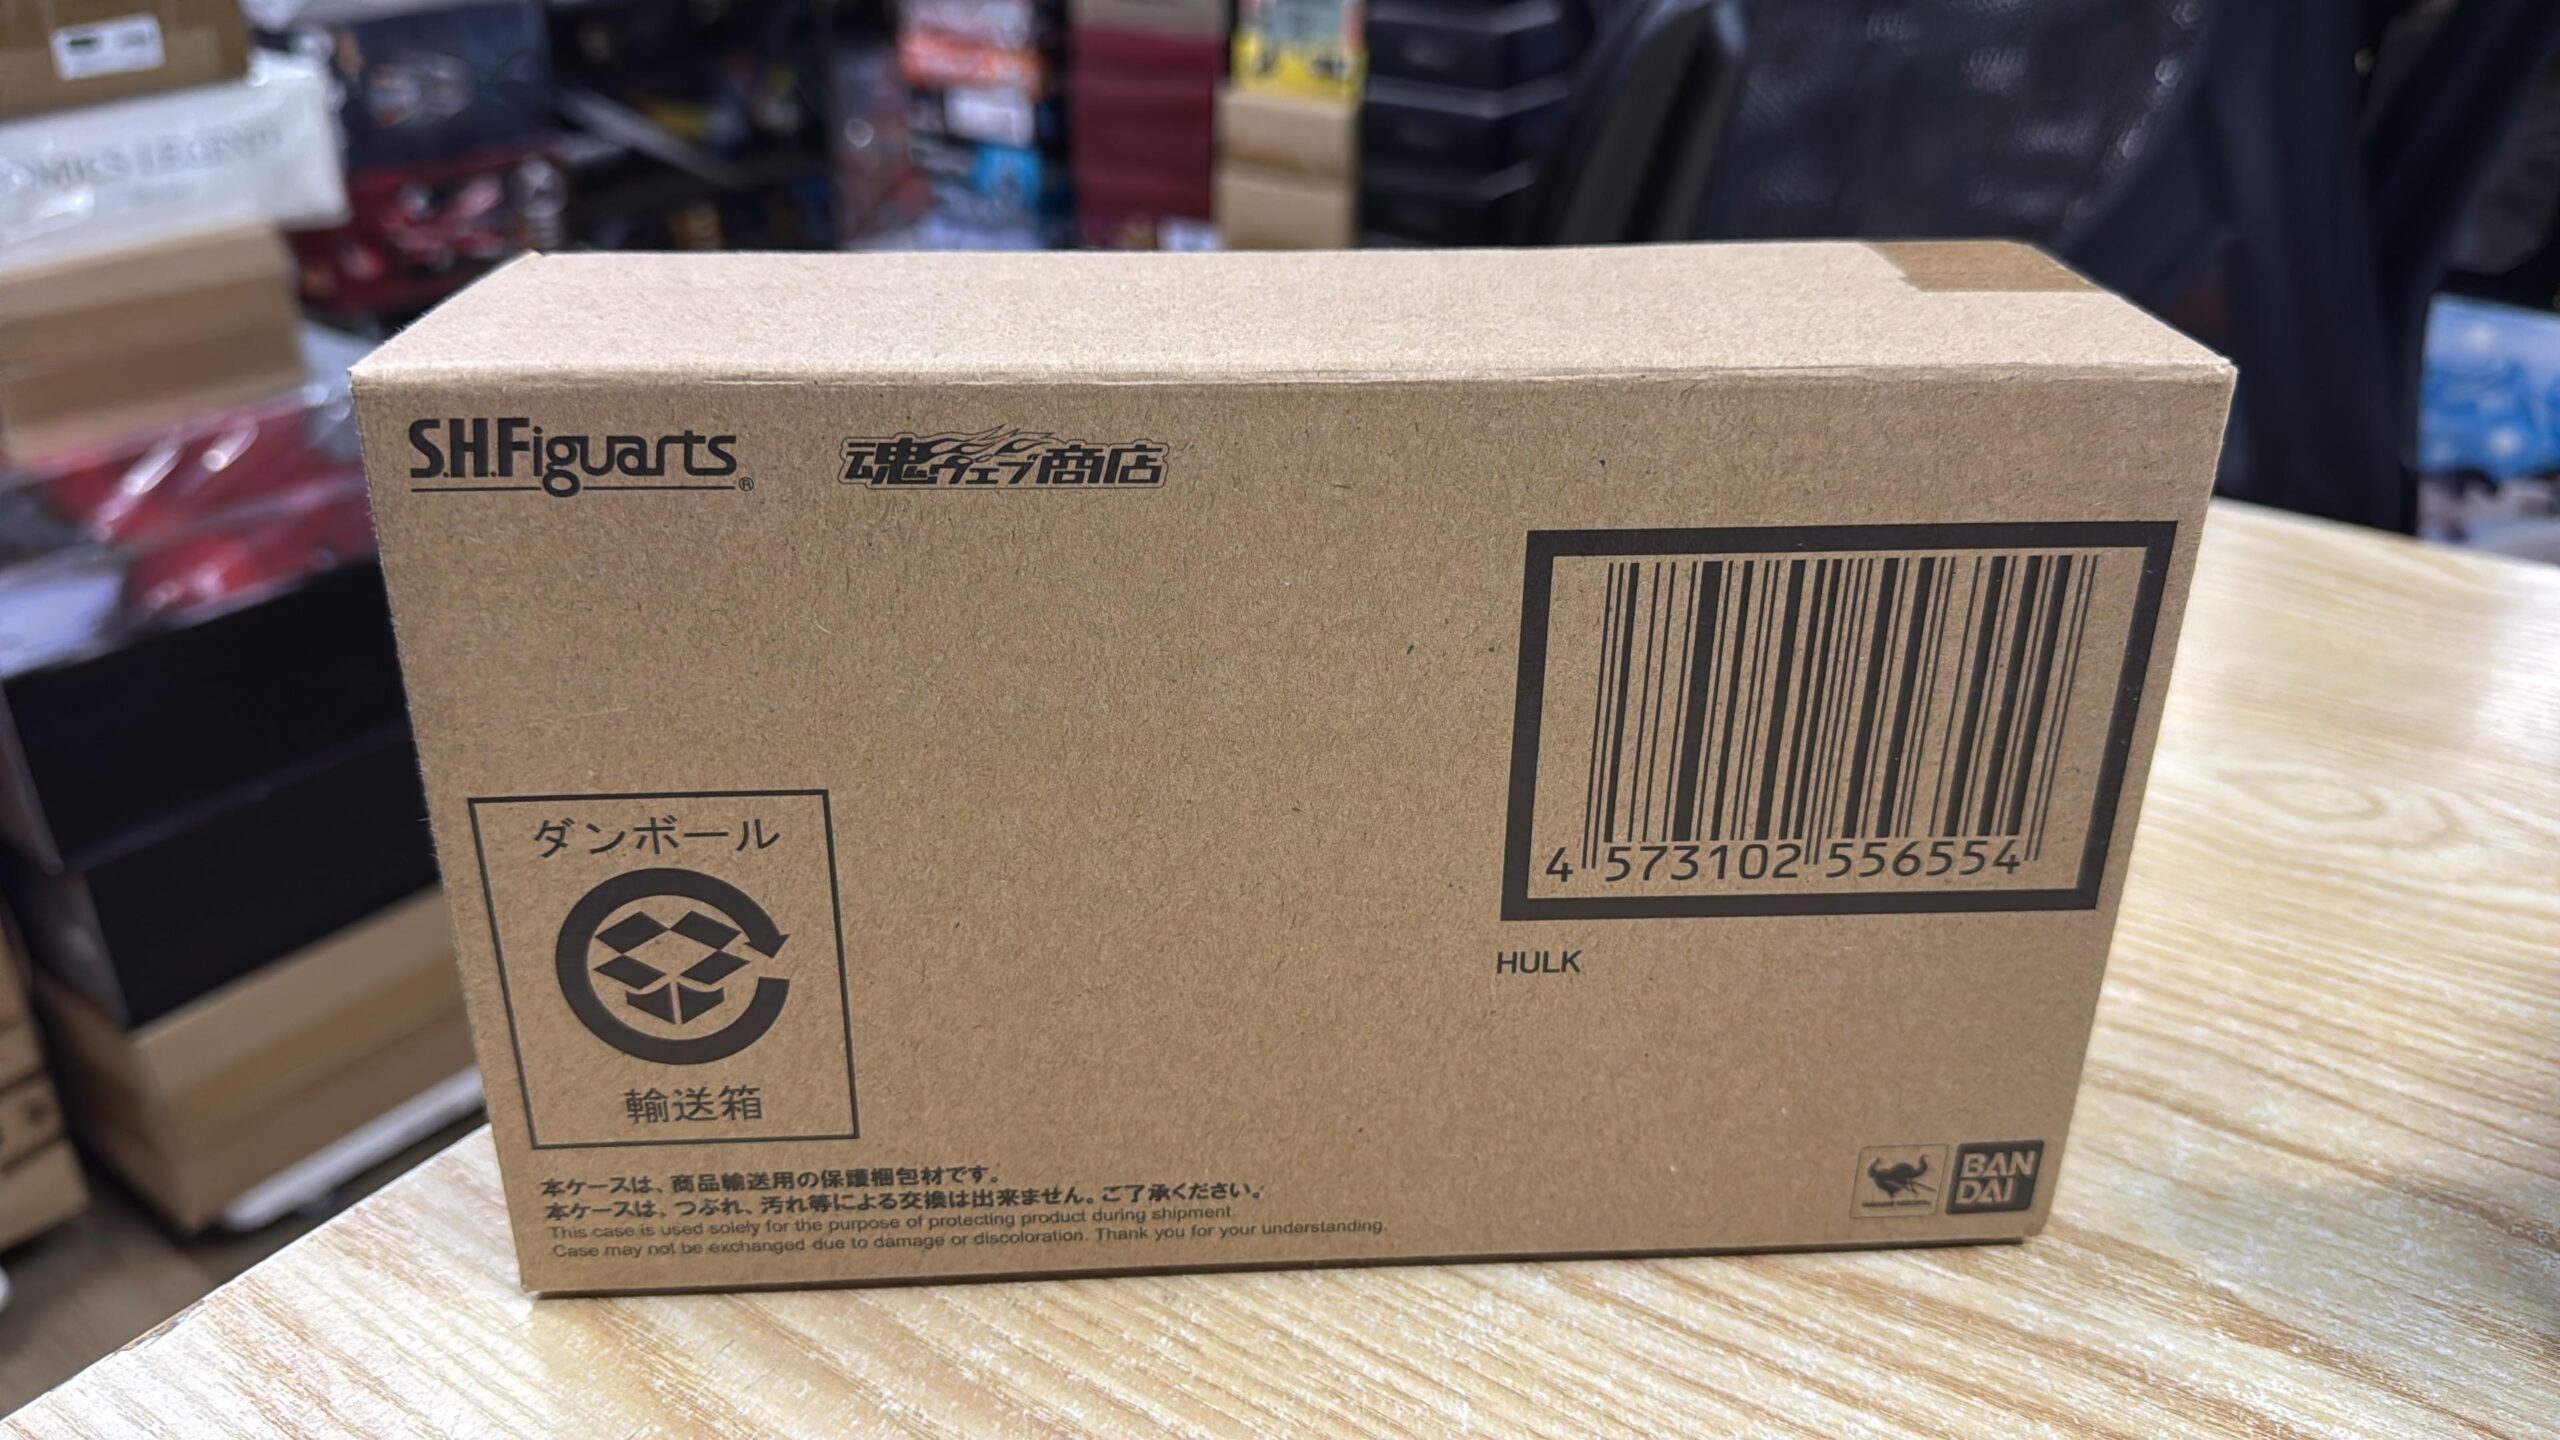 S.H.Figuarts®
魂ウェブ商店
4 573102 556554
HULK
ダンボール
輸送箱
本ケースは、商品輸送用の保護梱包材です。
本ケースは、つぶれ、汚れ等による交換は出来ません。ご了承ください。
This case is used solely for the purpose of protecting product during shipment.
Case may not be exchanged due to damage or discoloration. Thank you for your understanding.
BAN
DAI